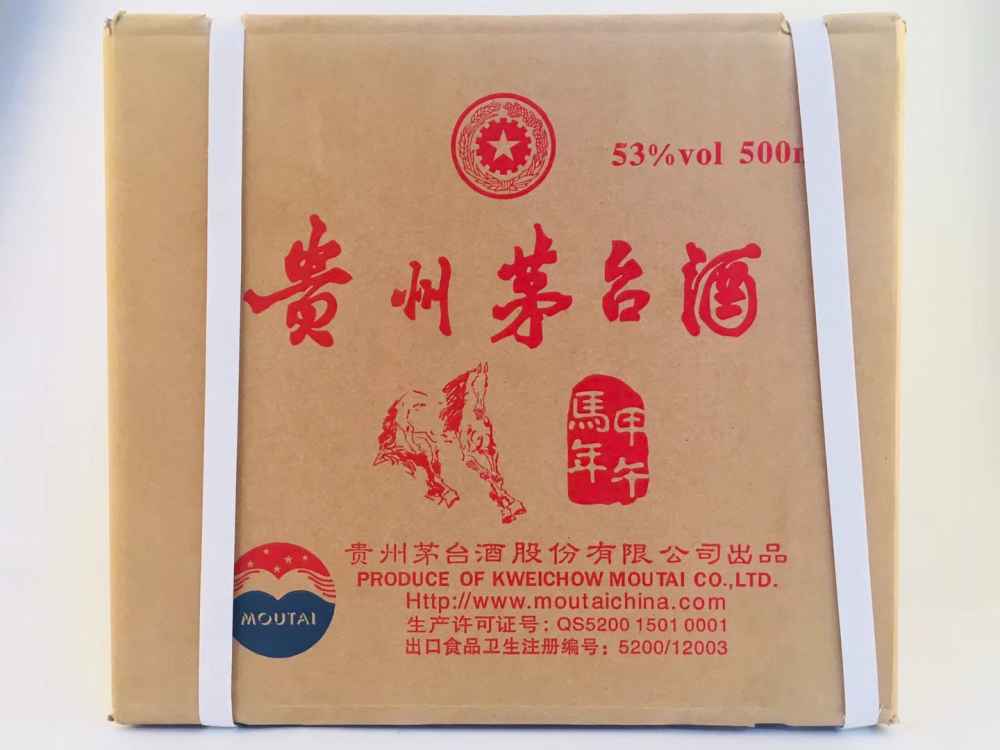 53%vol 500m
贵州茅台酒
甲午
馬年
MOUTAI
贵州茅台酒股份有限公司出品
PRODUCE OF KWEICHOW MOUTAI CO.,LTD.
Http://www.moutaichina.com
生产许可证号：QS5200 1501 0001
出口食品卫生注册编号：5200/12003